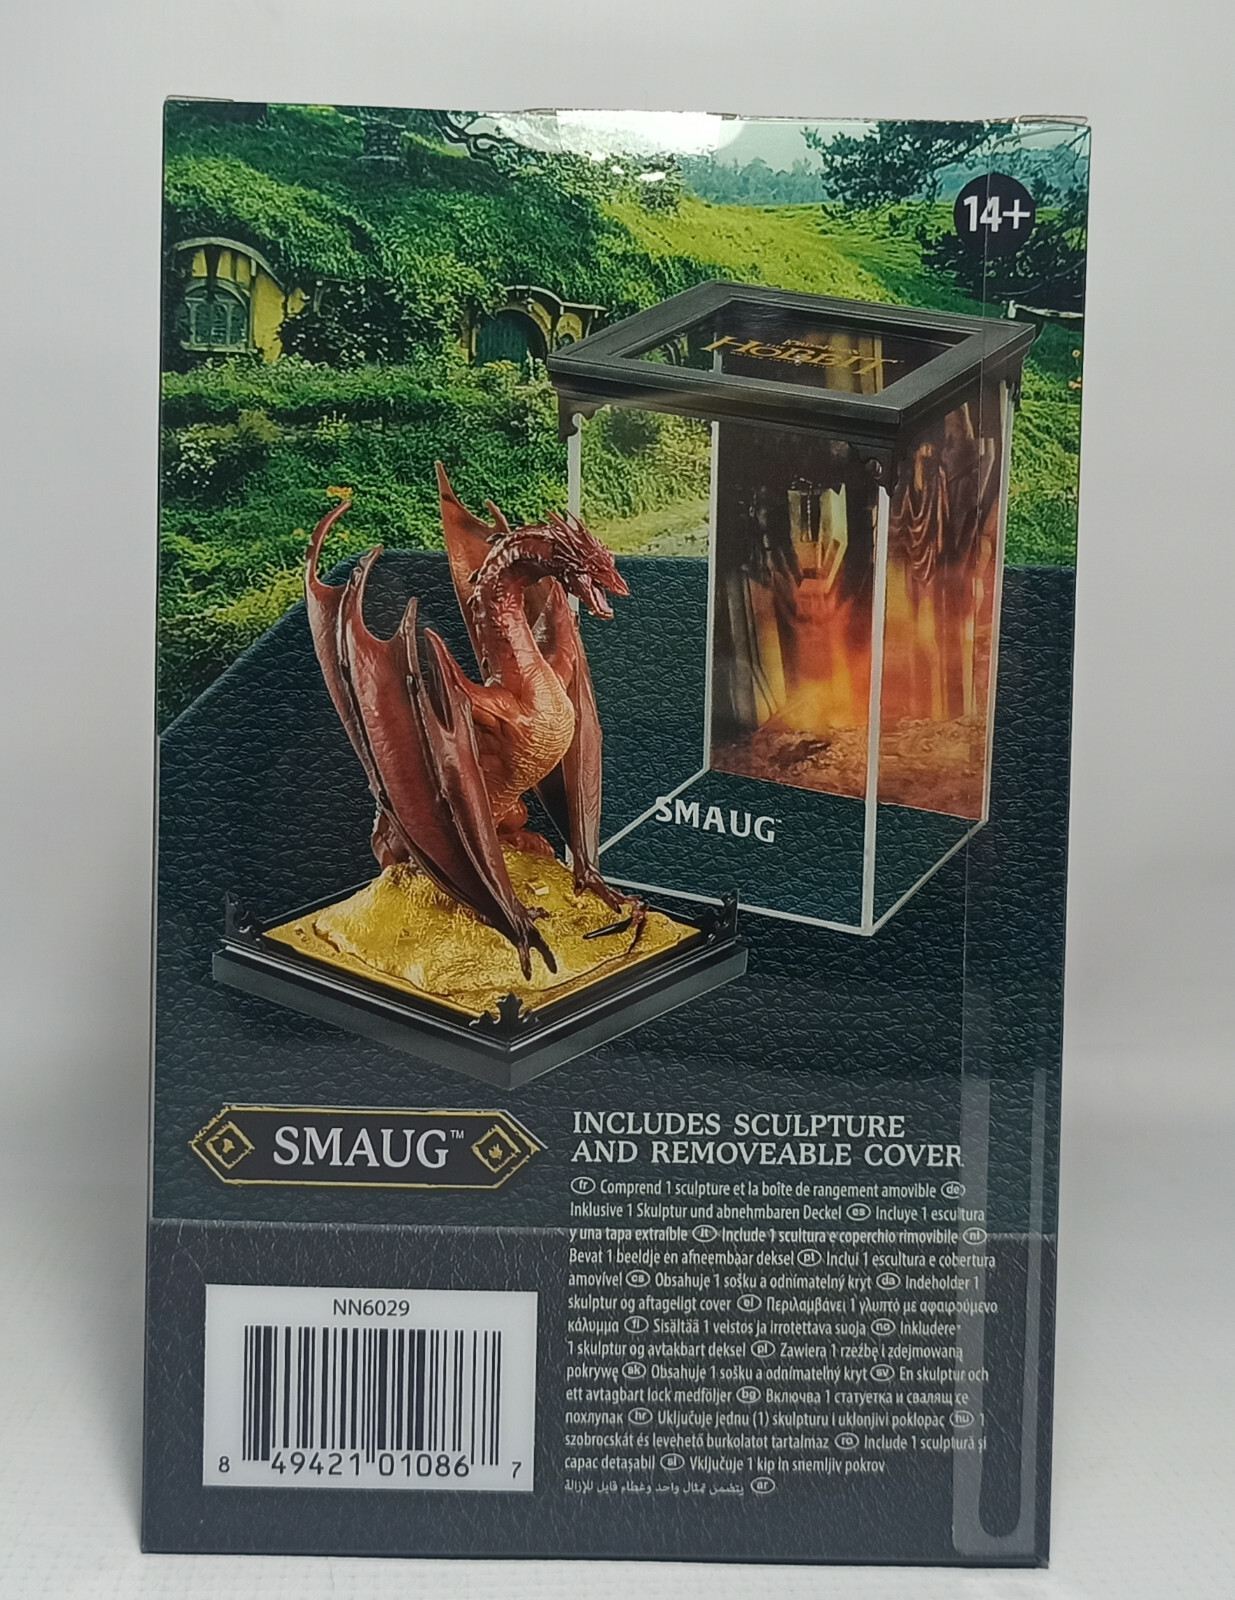 14+
THE
HOBBIT
SMAUG
SMAUG™
INCLUDES SCULPTURE
AND REMOVEABLE COVER
fr Comprend 1 sculpture et la boîte de rangement amovible de
Inklusive 1 Skulptur und abnehmbaren Deckel es Incluye 1 escultura
y una tapa extraíble it Include 1 scultura e coperchio rimovibile nl
Bevat 1 beeldje en afneembaar deksel pt Inclui 1 escultura e cobertura
amovível cs Obsahuje 1 sošku a odnímatelný kryt da Indeholder 1
skulptur og aftageligt cover el Περιλαμβάνει 1 γλυπτό με αφαιρούμενο
κάλυμμα fi Sisältää 1 veistos ja irrotettava suoja no Inkluderer
1 skulptur og avtakbart deksel pl Zawiera 1 rzeźbę i zdejmowaną
pokrywę sk Obsahuje 1 sošku a odnímateľný kryt sv En skulptur och
ett avtagbart lock medföljer bg Включва 1 статуетка и свалящ се
похлупак hr Uključuje jednu (1) skulpturu i uklonjivi poklopac hu 1
szobrocskát és levehető burkolatot tartalmaz ro Include 1 sculptură și
capac detașabil sl Vključuje 1 kip in snemljiv pokrov
يتضمن تمثال واحد وغطاء قابل للإزالة ar
NN6029
8 49421 01086 7